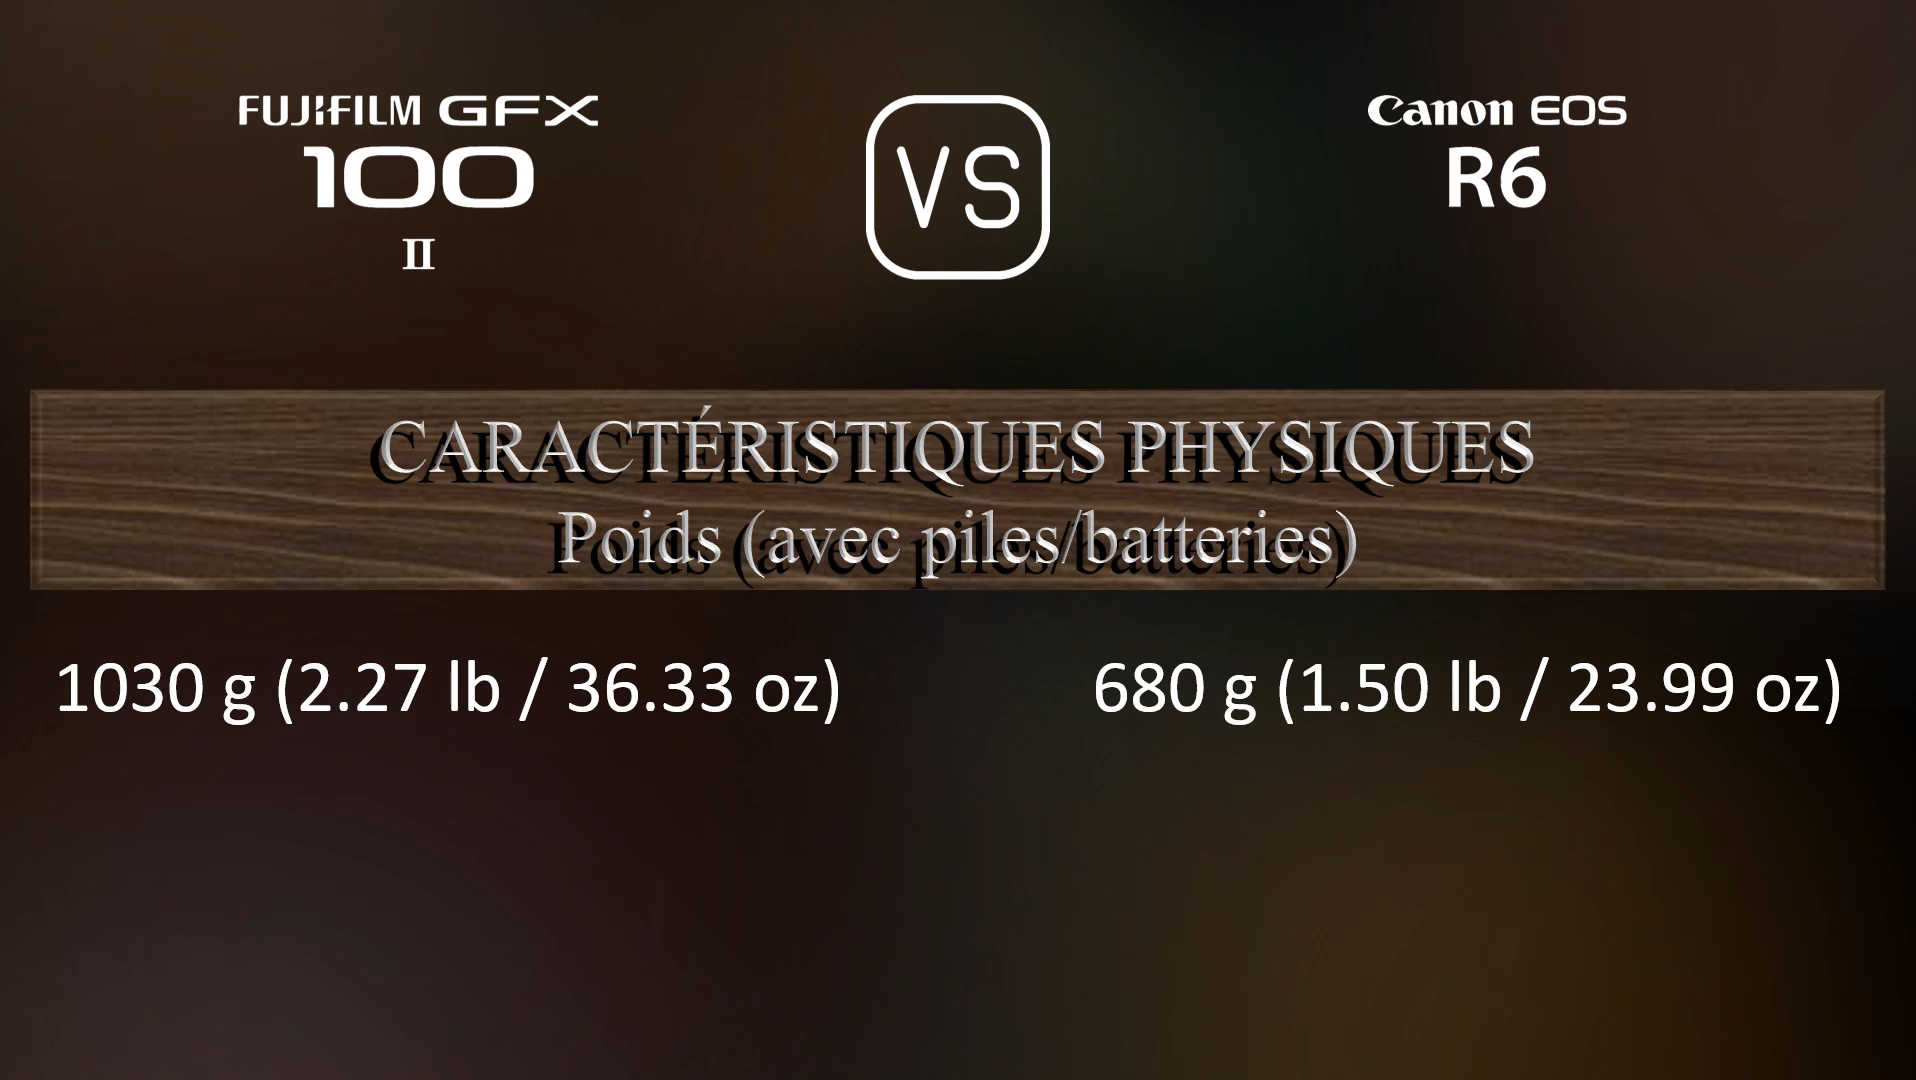 FUJIFILM GFX
100
II
VS
Canon EOS
R6
CARACTÉRISTIQUES PHYSIQUES
Poids (avec piles/batteries)
1030 g (2.27 lb / 36.33 oz)
680 g (1.50 lb / 23.99 oz)